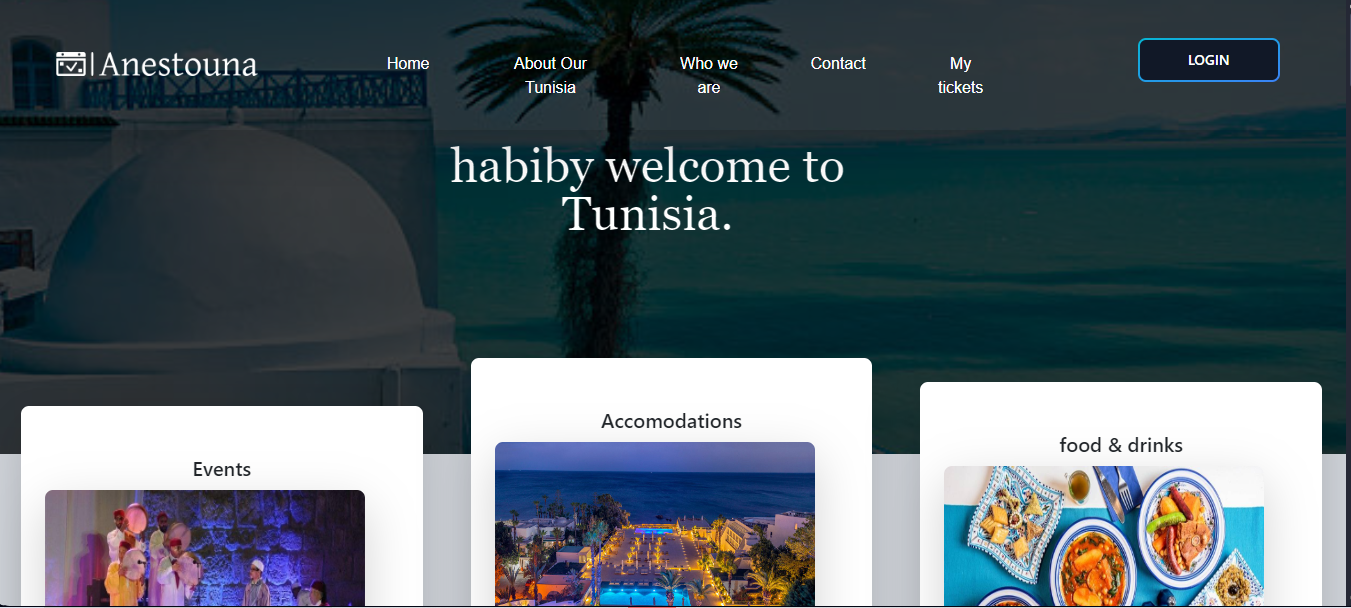 Anestouna
Home
About Our
Tunisia
Who we
are
Contact
My
tickets
LOGIN
habiby welcome to
Tunisia.
Events
Accomodations
food & drinks